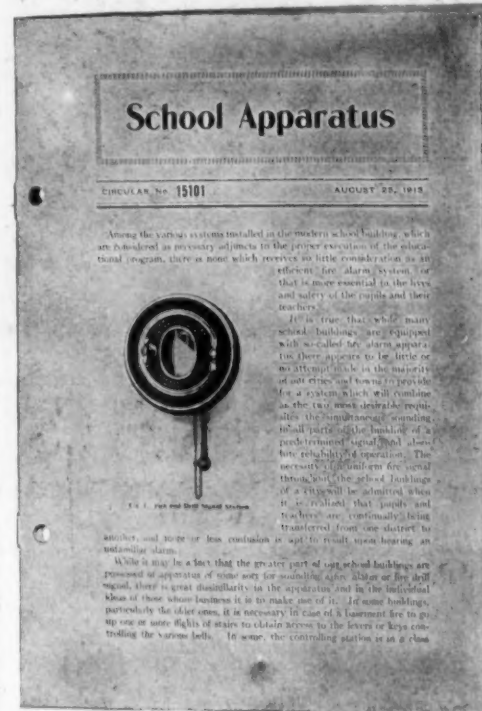 School Apparatus
CIRCULAR No. 15101
AUGUST 25, 1915
Among the various systems installed in the modern school building, which
are considered as necessary adjuncts to the proper execution of the educa-
tional program, there is none which receives so little consideration as an
efficient fire alarm system or
that is more essential to the lives
and safety of the pupils and their
teachers.
It is true that while many
school buildings are equipped
with so-called fire alarm appara-
tus there appears to be little or
no attempt made in the majority
of our cities and towns to provide
for a system which will combine
as the two most desirable requi-
sites the simultaneous sounding
in all parts of the building of a
predetermined signal and abso-
lute reliability of operation. The
necessity of a uniform fire signal
throughout the school buildings
of a city will be admitted when
it is realized that pupils and
teachers are continually being
transferred from one district to
Fire and Drill Signal Station
another, and more or less confusion is apt to result upon hearing an
unfamiliar alarm.
While it may be a fact that the greater part of our school buildings are
possessed of apparatus of some sort for sounding a fire alarm or fire drill
signal, there is great dissimilarity in the apparatus and in the individual
ideas of those whose business it is to make use of it. In some buildings,
particularly the older ones, it is necessary in case of a basement fire to go
up one or more flights of stairs to obtain access to the levers or keys con-
trolling the various bells. In some, the controlling station is in a class